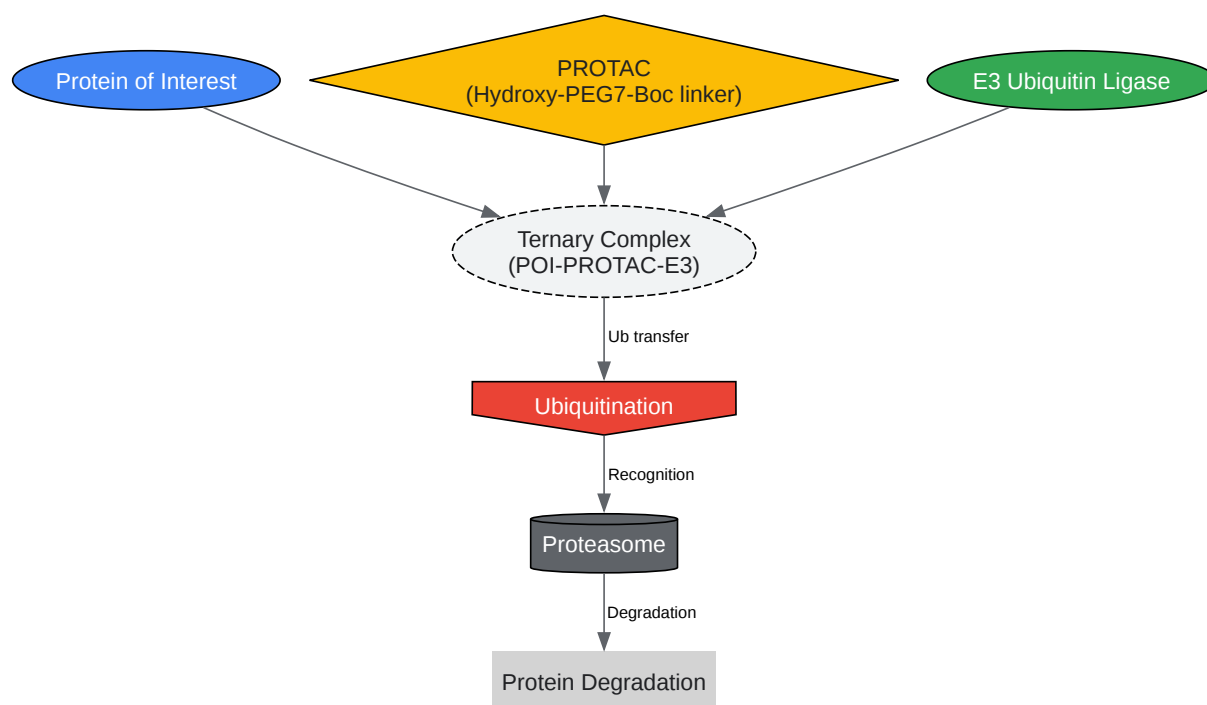 Protein of Interest
PROTAC
(Hydroxy-PEG7-Boc linker)
E3 Ubiquitin Ligase
Ternary Complex
(POI-PROTAC-E3)
Ub transfer
Ubiquitination
Recognition
Proteasome
Degradation
Protein Degradation